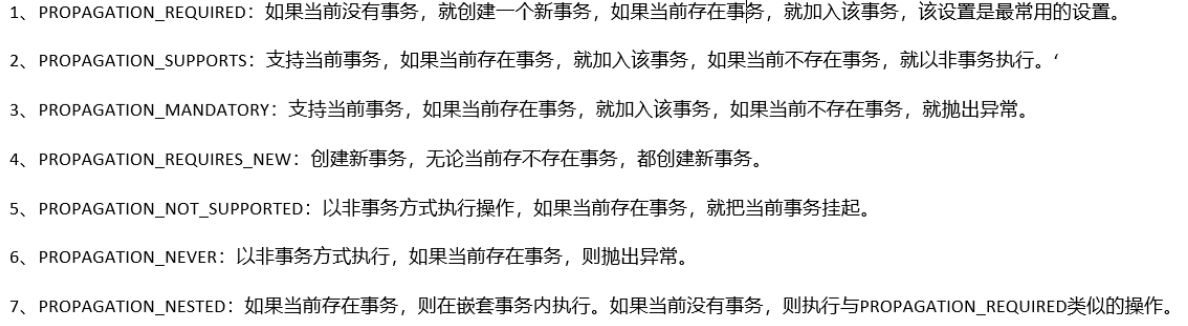 1、PROPAGATION_REQUIRED：如果当前没有事务，就创建一个新事务，如果当前存在事务，就加入该事务，该设置是最常用的设置。
2、PROPAGATION_SUPPORTS：支持当前事务，如果当前存在事务，就加入该事务，如果当前不存在事务，就以非事务执行。‘
3、PROPAGATION_MANDATORY：支持当前事务，如果当前存在事务，就加入该事务，如果当前不存在事务，就抛出异常。
4、PROPAGATION_REQUIRES_NEW：创建新事务，无论当前存不存在事务，都创建新事务。
5、PROPAGATION_NOT_SUPPORTED：以非事务方式执行操作，如果当前存在事务，就把当前事务挂起。
6、PROPAGATION_NEVER：以非事务方式执行，如果当前存在事务，则抛出异常。
7、PROPAGATION_NESTED：如果当前存在事务，则在嵌套事务内执行。如果当前没有事务，则执行与PROPAGATION_REQUIRED类似的操作。